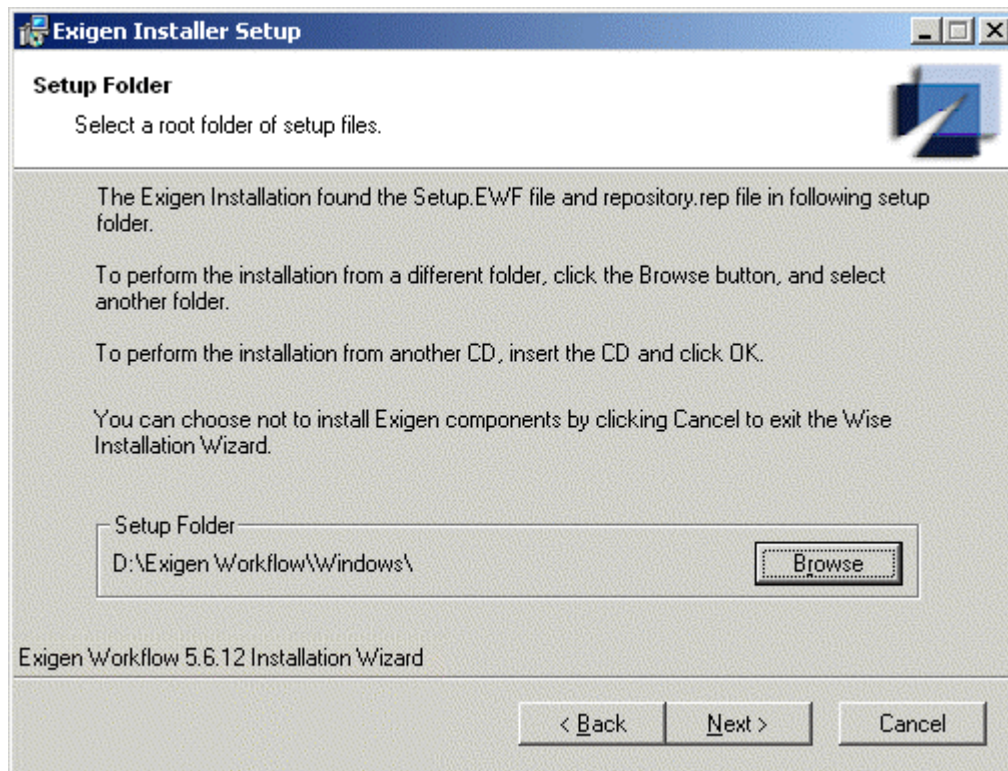 Exigen Installer Setup
Setup Folder
Select a root folder of setup files.
The Exigen Installation found the Setup.EWF file and repository.rep file in following setup
folder.
To perform the installation from a different folder, click the Browse button, and select
another folder.
To perform the installation from another CD, insert the CD and click OK.
You can choose not to install Exigen components by clicking Cancel to exit the Wise
Installation Wizard.
Setup Folder
D:\Exigen Workflow\Windows\
Browse
Exigen Workflow 5.6.12 Installation Wizard
< Back
Next >
Cancel